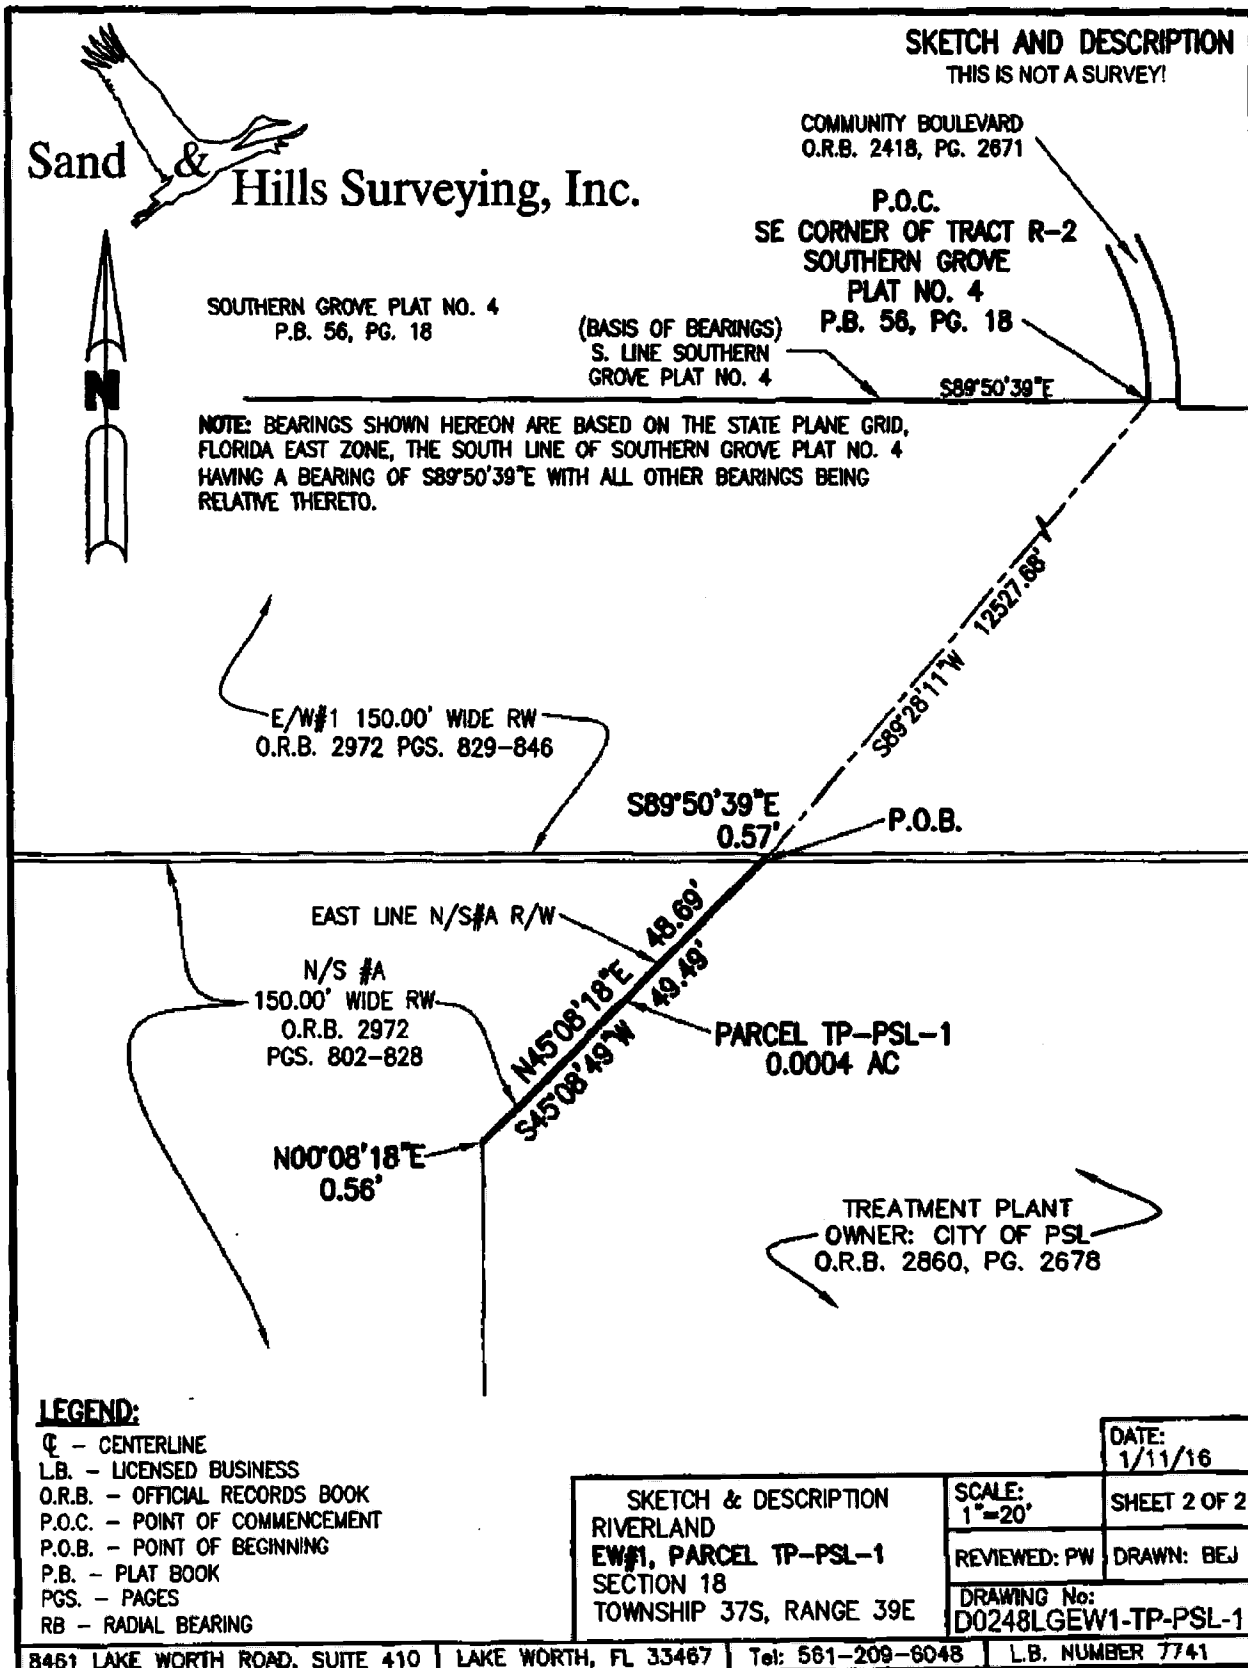 SKETCH AND DESCRIPTION
THIS IS NOT A SURVEY!
Sand & Hills Surveying, Inc.
COMMUNITY BOULEVARD
O.R.B. 2418, PG. 2671
P.O.C.
SE CORNER OF TRACT R-2
SOUTHERN GROVE
PLAT NO. 4
P.B. 56, PG. 18
SOUTHERN GROVE PLAT NO. 4
P.B. 56, PG. 18
(BASIS OF BEARINGS)
S. LINE SOUTHERN
GROVE PLAT NO. 4
S89°50'39"E
N
NOTE: BEARINGS SHOWN HEREON ARE BASED ON THE STATE PLANE GRID,
FLORIDA EAST ZONE, THE SOUTH LINE OF SOUTHERN GROVE PLAT NO. 4
HAVING A BEARING OF S89°50'39"E WITH ALL OTHER BEARINGS BEING
RELATIVE THERETO.
S89°28'11"W 12527.68'
E/W#1 150.00' WIDE RW
O.R.B. 2972 PGS. 829-846
S89°50'39"E
0.57'
P.O.B.
EAST LINE N/S#A R/W
N45°08'18"E 48.69'
S45°08'49"W 49.49'
N/S #A
150.00' WIDE RW
O.R.B. 2972
PGS. 802-828
PARCEL TP-PSL-1
0.0004 AC
N00°08'18"E
0.56'
TREATMENT PLANT
OWNER: CITY OF PSL
O.R.B. 2860, PG. 2678
LEGEND:
℄ - CENTERLINE
L.B. - LICENSED BUSINESS
O.R.B. - OFFICIAL RECORDS BOOK
P.O.C. - POINT OF COMMENCEMENT
P.O.B. - POINT OF BEGINNING
P.B. - PLAT BOOK
PGS. - PAGES
RB - RADIAL BEARING
SKETCH & DESCRIPTION
RIVERLAND
EW#1, PARCEL TP-PSL-1
SECTION 18
TOWNSHIP 37S, RANGE 39E
DATE:
1/11/16
SCALE:
1"=20'
SHEET 2 OF 2
REVIEWED: PW
DRAWN: BEJ
DRAWING No:
D0248LGEW1-TP-PSL-1
8461 LAKE WORTH ROAD, SUITE 410
LAKE WORTH, FL 33467
Tel: 561-209-6048
L.B. NUMBER 7741